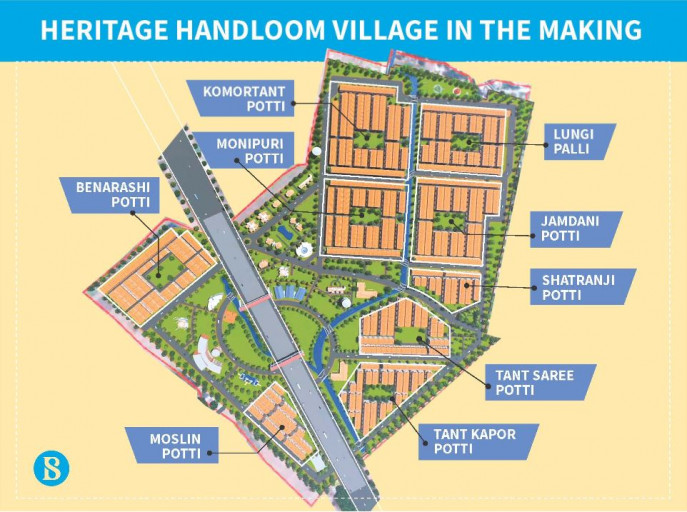 HERITAGE HANDLOOM VILLAGE IN THE MAKING
KOMORTANT
POTTI
MONIPURI
POTTI
BENARASHI
POTTI
LUNGI
PALLI
JAMDANI
POTTI
SHATRANJI
POTTI
TANT SAREE
POTTI
TANT KAPOR
POTTI
MOSLIN
POTTI